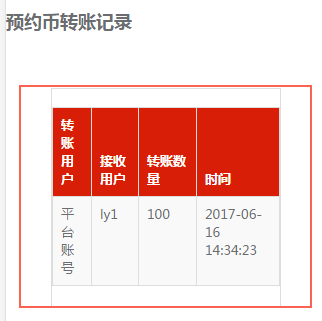 预约币转账记录
转账用户 接收用户 转账数量 时间
平台账号 ly1 100 2017-06-16 14:34:23